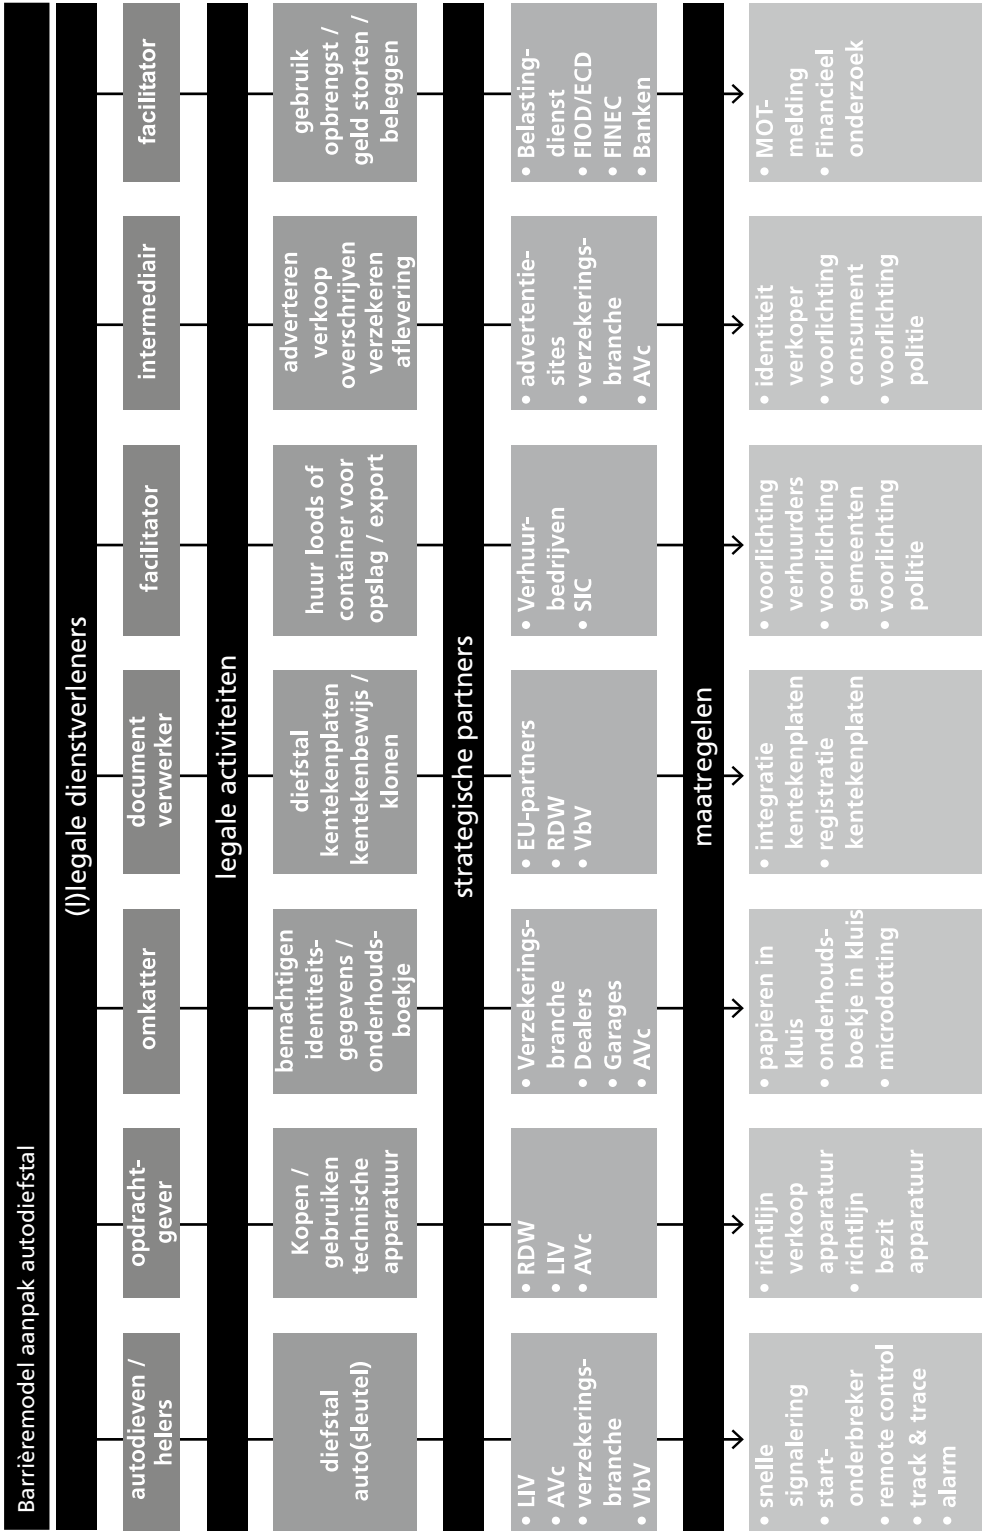 Barrièremodel aanpak autodiefstal
(I)legale dienstverleners
autodieven /
helers
opdracht-
gever
omkatter
document
verwerker
facilitator
intermediair
facilitator
legale activiteiten
diefstal
auto(sleutel)
Kopen /
gebruiken
technische
apparatuur
bemachtigen
identiteits-
gegevens /
onderhouds-
boekje
diefstal
kentekenplaten
kentekenbewijs /
klonen
huur loods of
container voor
opslag / export
adverteren
verkoop
overschrijven
verzekeren
aflevering
gebruik
opbrengst /
geld storten /
beleggen
strategische partners
• LIV
• AVc
• verzekerings-
branche
• VbV
• RDW
• LIV
• AVc
• Verzekerings-
branche
• Dealers
• Garages
• AVc
• EU-partners
• RDW
• VbV
• Verhuur-
bedrijven
• SIC
• advertentie-
sites
• verzekerings-
branche
• AVc
• Belasting-
dienst
• FIOD/ECD
• FINEC
• Banken
maatregelen
• snelle
signalering
• start-
onderbreker
• remote control
• track & trace
• alarm
• richtlijn
verkoop
apparatuur
• richtlijn
bezit
apparatuur
• papieren in
kluis
• onderhouds-
boekje in kluis
• microdotting
• integratie
kentekenplaten
• registratie
kentekenplaten
• voorlichting
verhuurders
• voorlichting
gemeenten
• voorlichting
politie
• identiteit
verkoper
• voorlichting
consument
• voorlichting
politie
• MOT-
melding
• Financieel
onderzoek